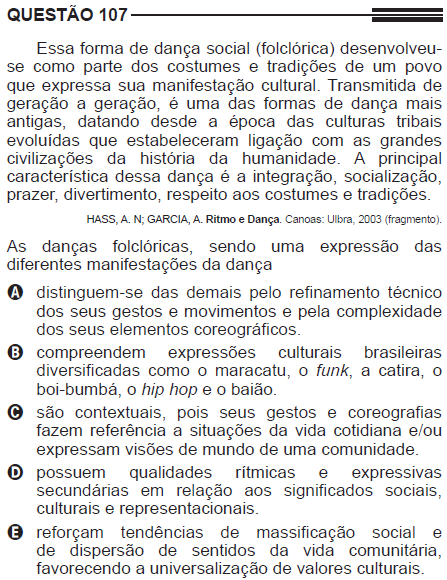 QUESTÃO 107
Essa forma de dança social (folclórica) desenvolveu-
se como parte dos costumes e tradições de um povo
que expressa sua manifestação cultural. Transmitida de
geração a geração, é uma das formas de dança mais
antigas, datando desde a época das culturas tribais
evoluídas que estabeleceram ligação com as grandes
civilizações da história da humanidade. A principal
característica dessa dança é a integração, socialização,
prazer, divertimento, respeito aos costumes e tradições.
HASS, A. N; GARCIA, A. Ritmo e Dança. Canoas: Ulbra, 2003 (fragmento).
As danças folclóricas, sendo uma expressão das
diferentes manifestações da dança
A distinguem-se das demais pelo refinamento técnico
dos seus gestos e movimentos e pela complexidade
dos seus elementos coreográficos.
B compreendem expressões culturais brasileiras
diversificadas como o maracatu, o funk, a catira, o
boi-bumbá, o hip hop e o baião.
C são contextuais, pois seus gestos e coreografias
fazem referência a situações da vida cotidiana e/ou
expressam visões de mundo de uma comunidade.
D possuem qualidades rítmicas e expressivas
secundárias em relação aos significados sociais,
culturais e representacionais.
E reforçam tendências de massificação social e
de dispersão de sentidos da vida comunitária,
favorecendo a universalização de valores culturais.